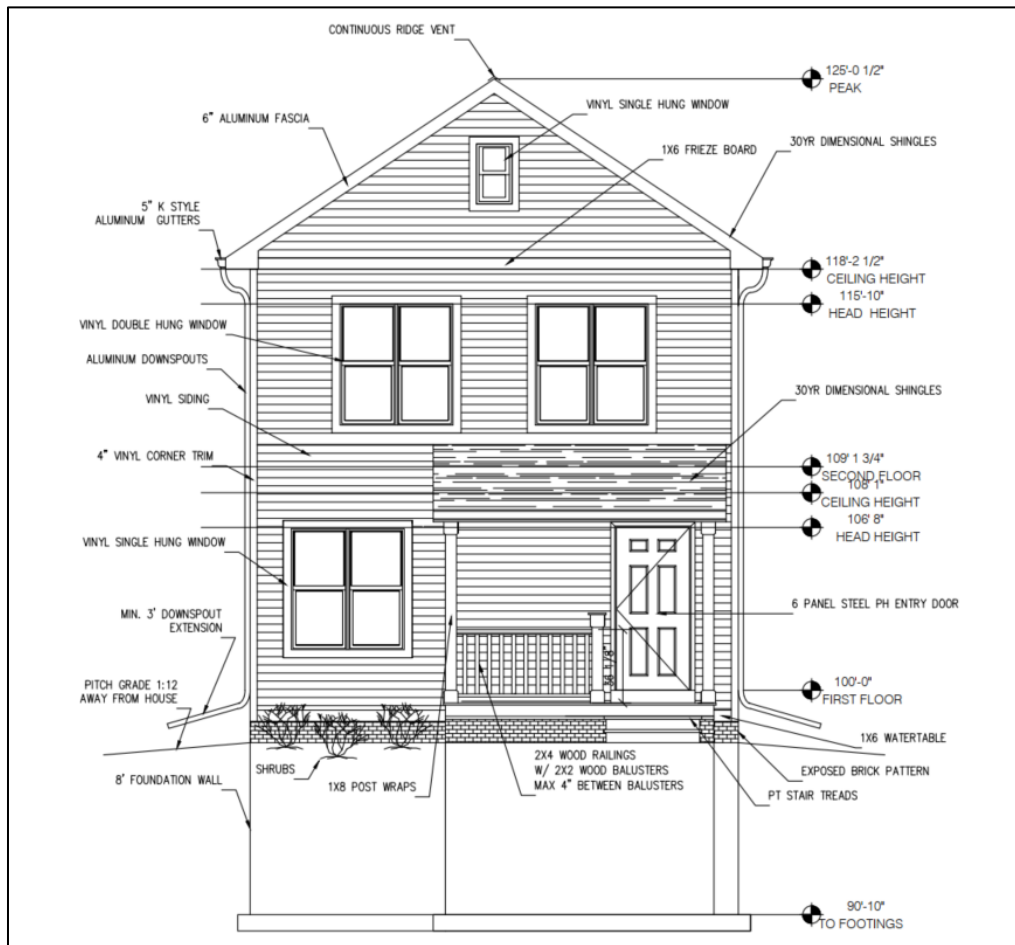 CONTINUOUS RIDGE VENT
125'-0 1/2"
PEAK
VINYL SINGLE HUNG WINDOW
6" ALUMINUM FASCIA
1X6 FRIEZE BOARD
30YR DIMENSIONAL SHINGLES
5" K STYLE
ALUMINUM GUTTERS
118'-2 1/2"
CEILING HEIGHT
115'-10"
HEAD HEIGHT
VINYL DOUBLE HUNG WINDOW
ALUMINUM DOWNSPOUTS
VINYL SIDING
30YR DIMENSIONAL SHINGLES
4" VINYL CORNER TRIM
109' 1 3/4"
SECOND FLOOR
108' 1"
CEILING HEIGHT
106' 8"
HEAD HEIGHT
VINYL SINGLE HUNG WINDOW
6 PANEL STEEL PH ENTRY DOOR
MIN. 3' DOWNSPOUT
EXTENSION
PITCH GRADE 1:12
AWAY FROM HOUSE
100'-0"
FIRST FLOOR
1X6 WATERTABLE
EXPOSED BRICK PATTERN
PT STAIR TREADS
8' FOUNDATION WALL
SHRUBS
1X8 POST WRAPS
2X4 WOOD RAILINGS
W/ 2X2 WOOD BALUSTERS
MAX 4" BETWEEN BALUSTERS
90'-10"
TO FOOTINGS